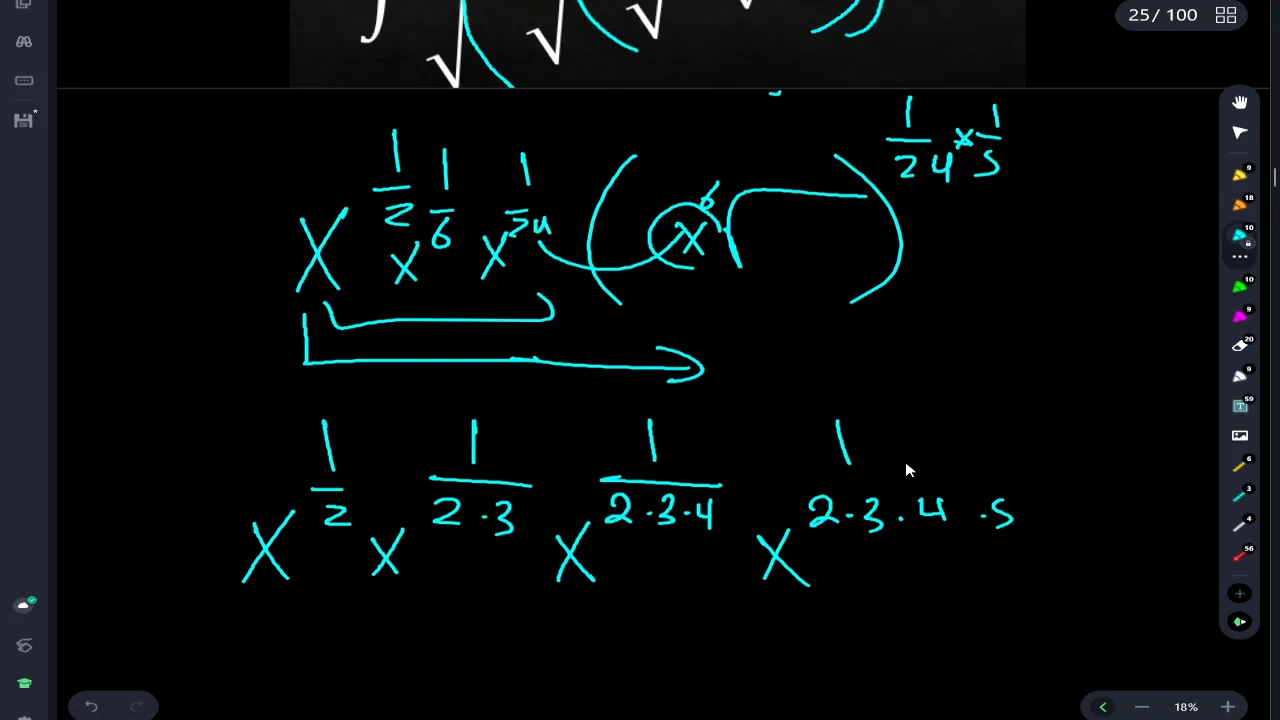 25/ 100
∫ √( √( √ √ ))
1/24 × 1/5
x^(1/2) x^(1/6) x^(1/24) ( x √ )
x^(1/2) x^(1/(2·3)) x^(1/(2·3·4)) x^(1/(2·3·4·5))
18%